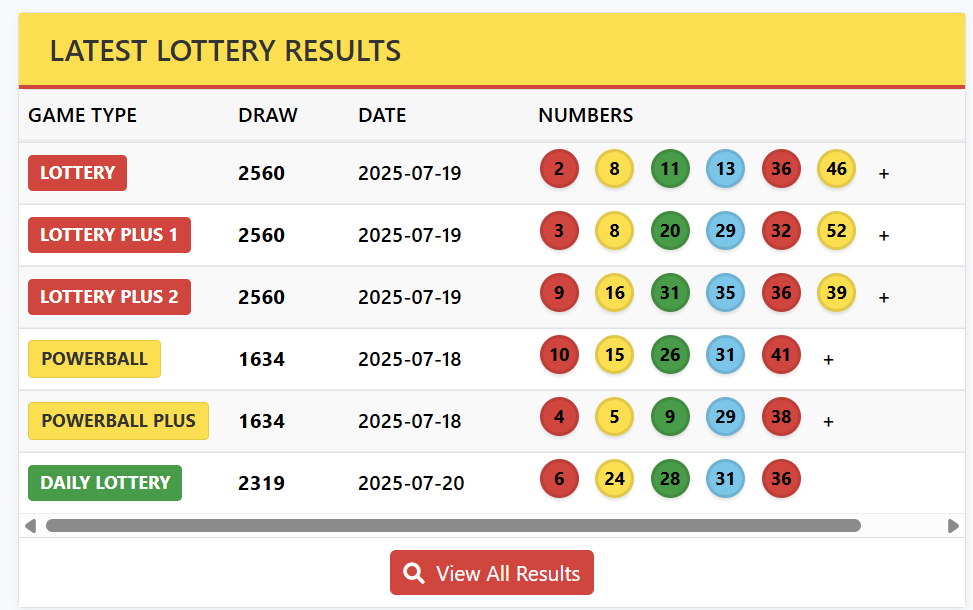 LATEST LOTTERY RESULTS
GAME TYPE DRAW DATE NUMBERS
LOTTERY 2560 2025-07-19 2 8 11 13 36 46 +
LOTTERY PLUS 1 2560 2025-07-19 3 8 20 29 32 52 +
LOTTERY PLUS 2 2560 2025-07-19 9 16 31 35 36 39 +
POWERBALL 1634 2025-07-18 10 15 26 31 41 +
POWERBALL PLUS 1634 2025-07-18 4 5 9 29 38 +
DAILY LOTTERY 2319 2025-07-20 6 24 28 31 36
View All Results